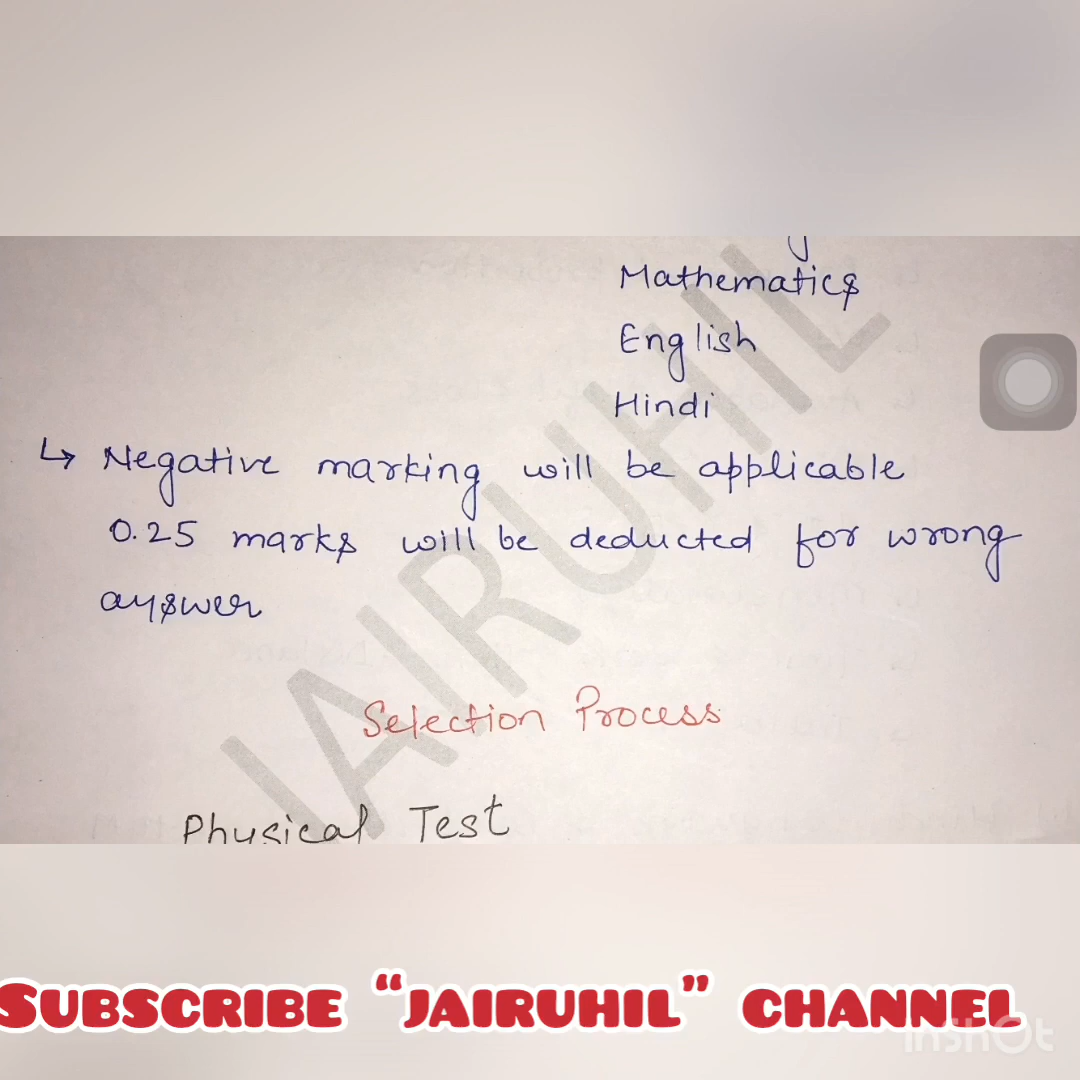 Mathematics
English
Hindi
↳ Negative marking will be applicable
0.25 marks will be deducted for wrong
answer
Selection Process
Physical Test
JAIRUHIL
SUBSCRIBE “JAIRUHIL” CHANNEL
InShOt